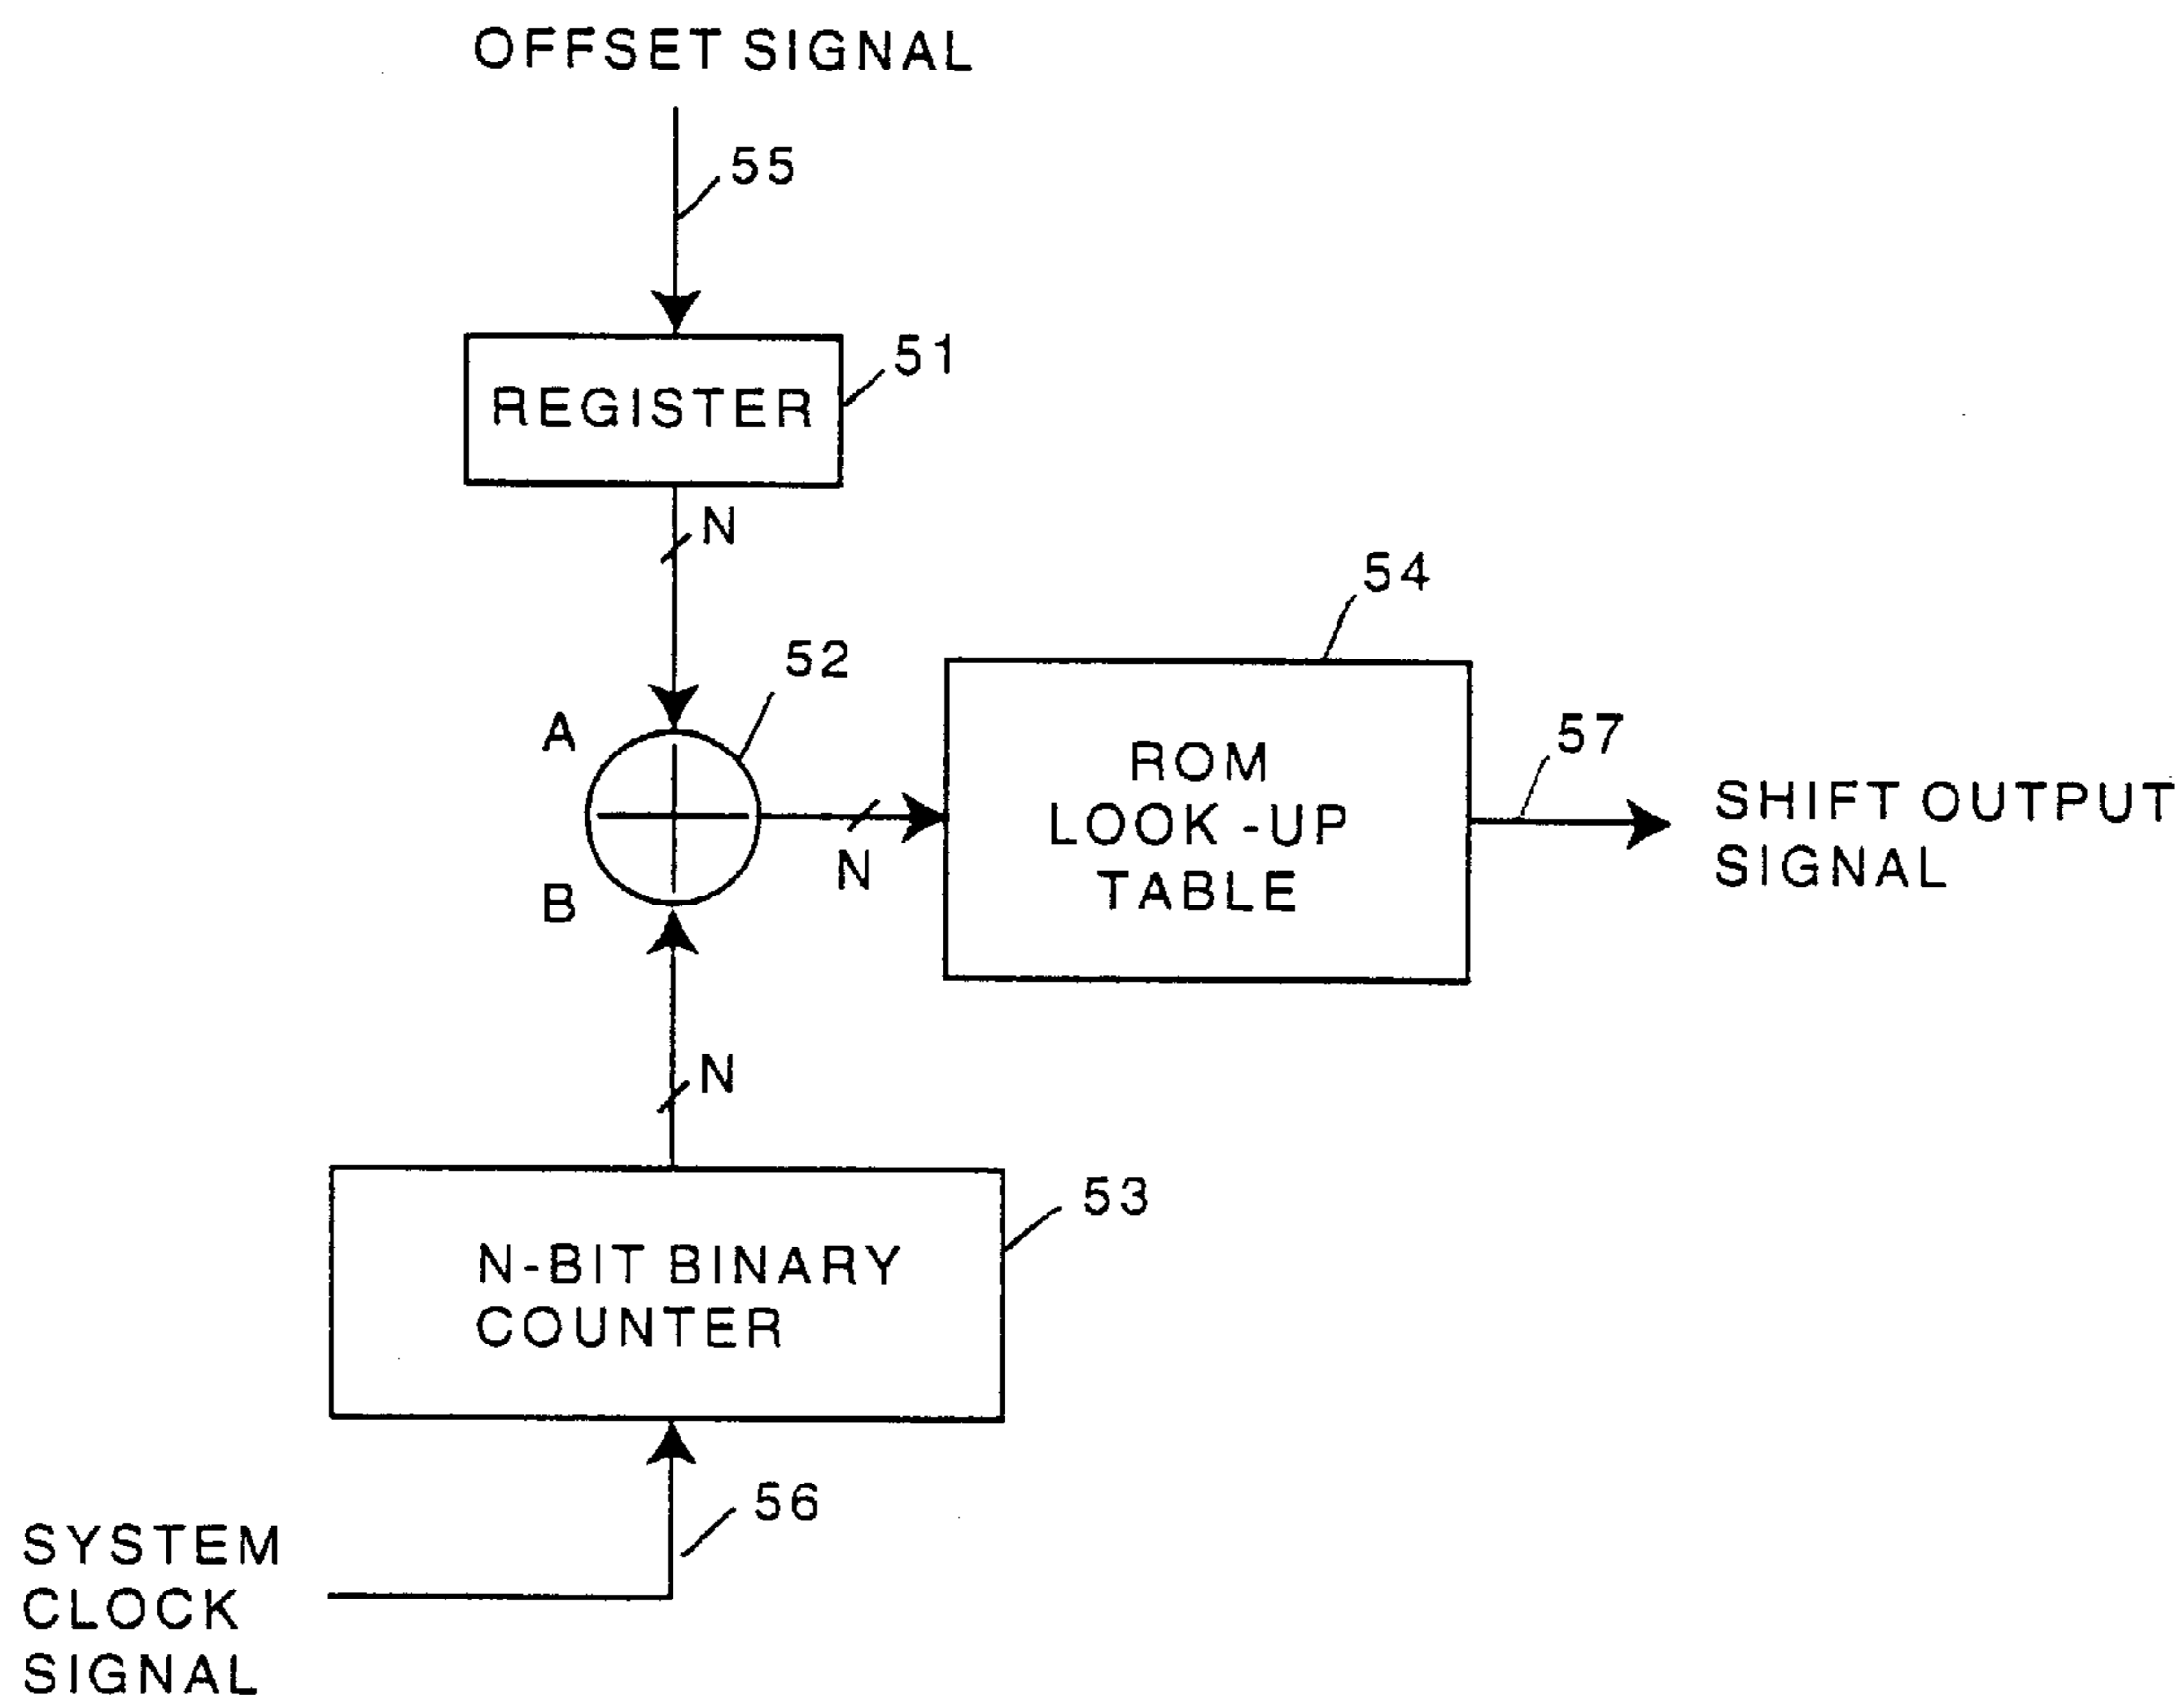 OFFSET SIGNAL
55
51
REGISTER
N
54
52
A
57
ROM
LOOK-UP
TABLE
SHIFT OUTPUT
SIGNAL
N
B
N
53
N-BIT BINARY
COUNTER
56
SYSTEM
CLOCK
SIGNAL